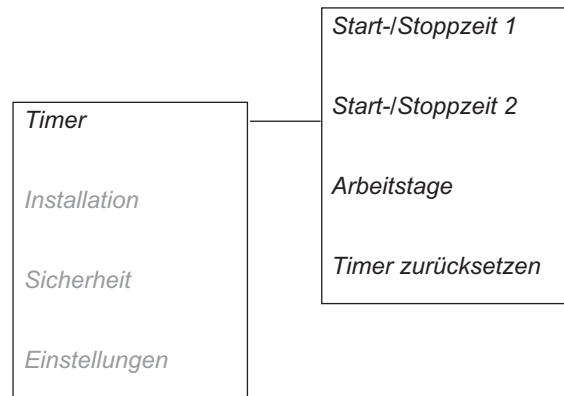 Timer
Installation
Sicherheit
Einstellungen
Start-/Stoppzeit 1
Start-/Stoppzeit 2
Arbeitstage
Timer zurücksetzen